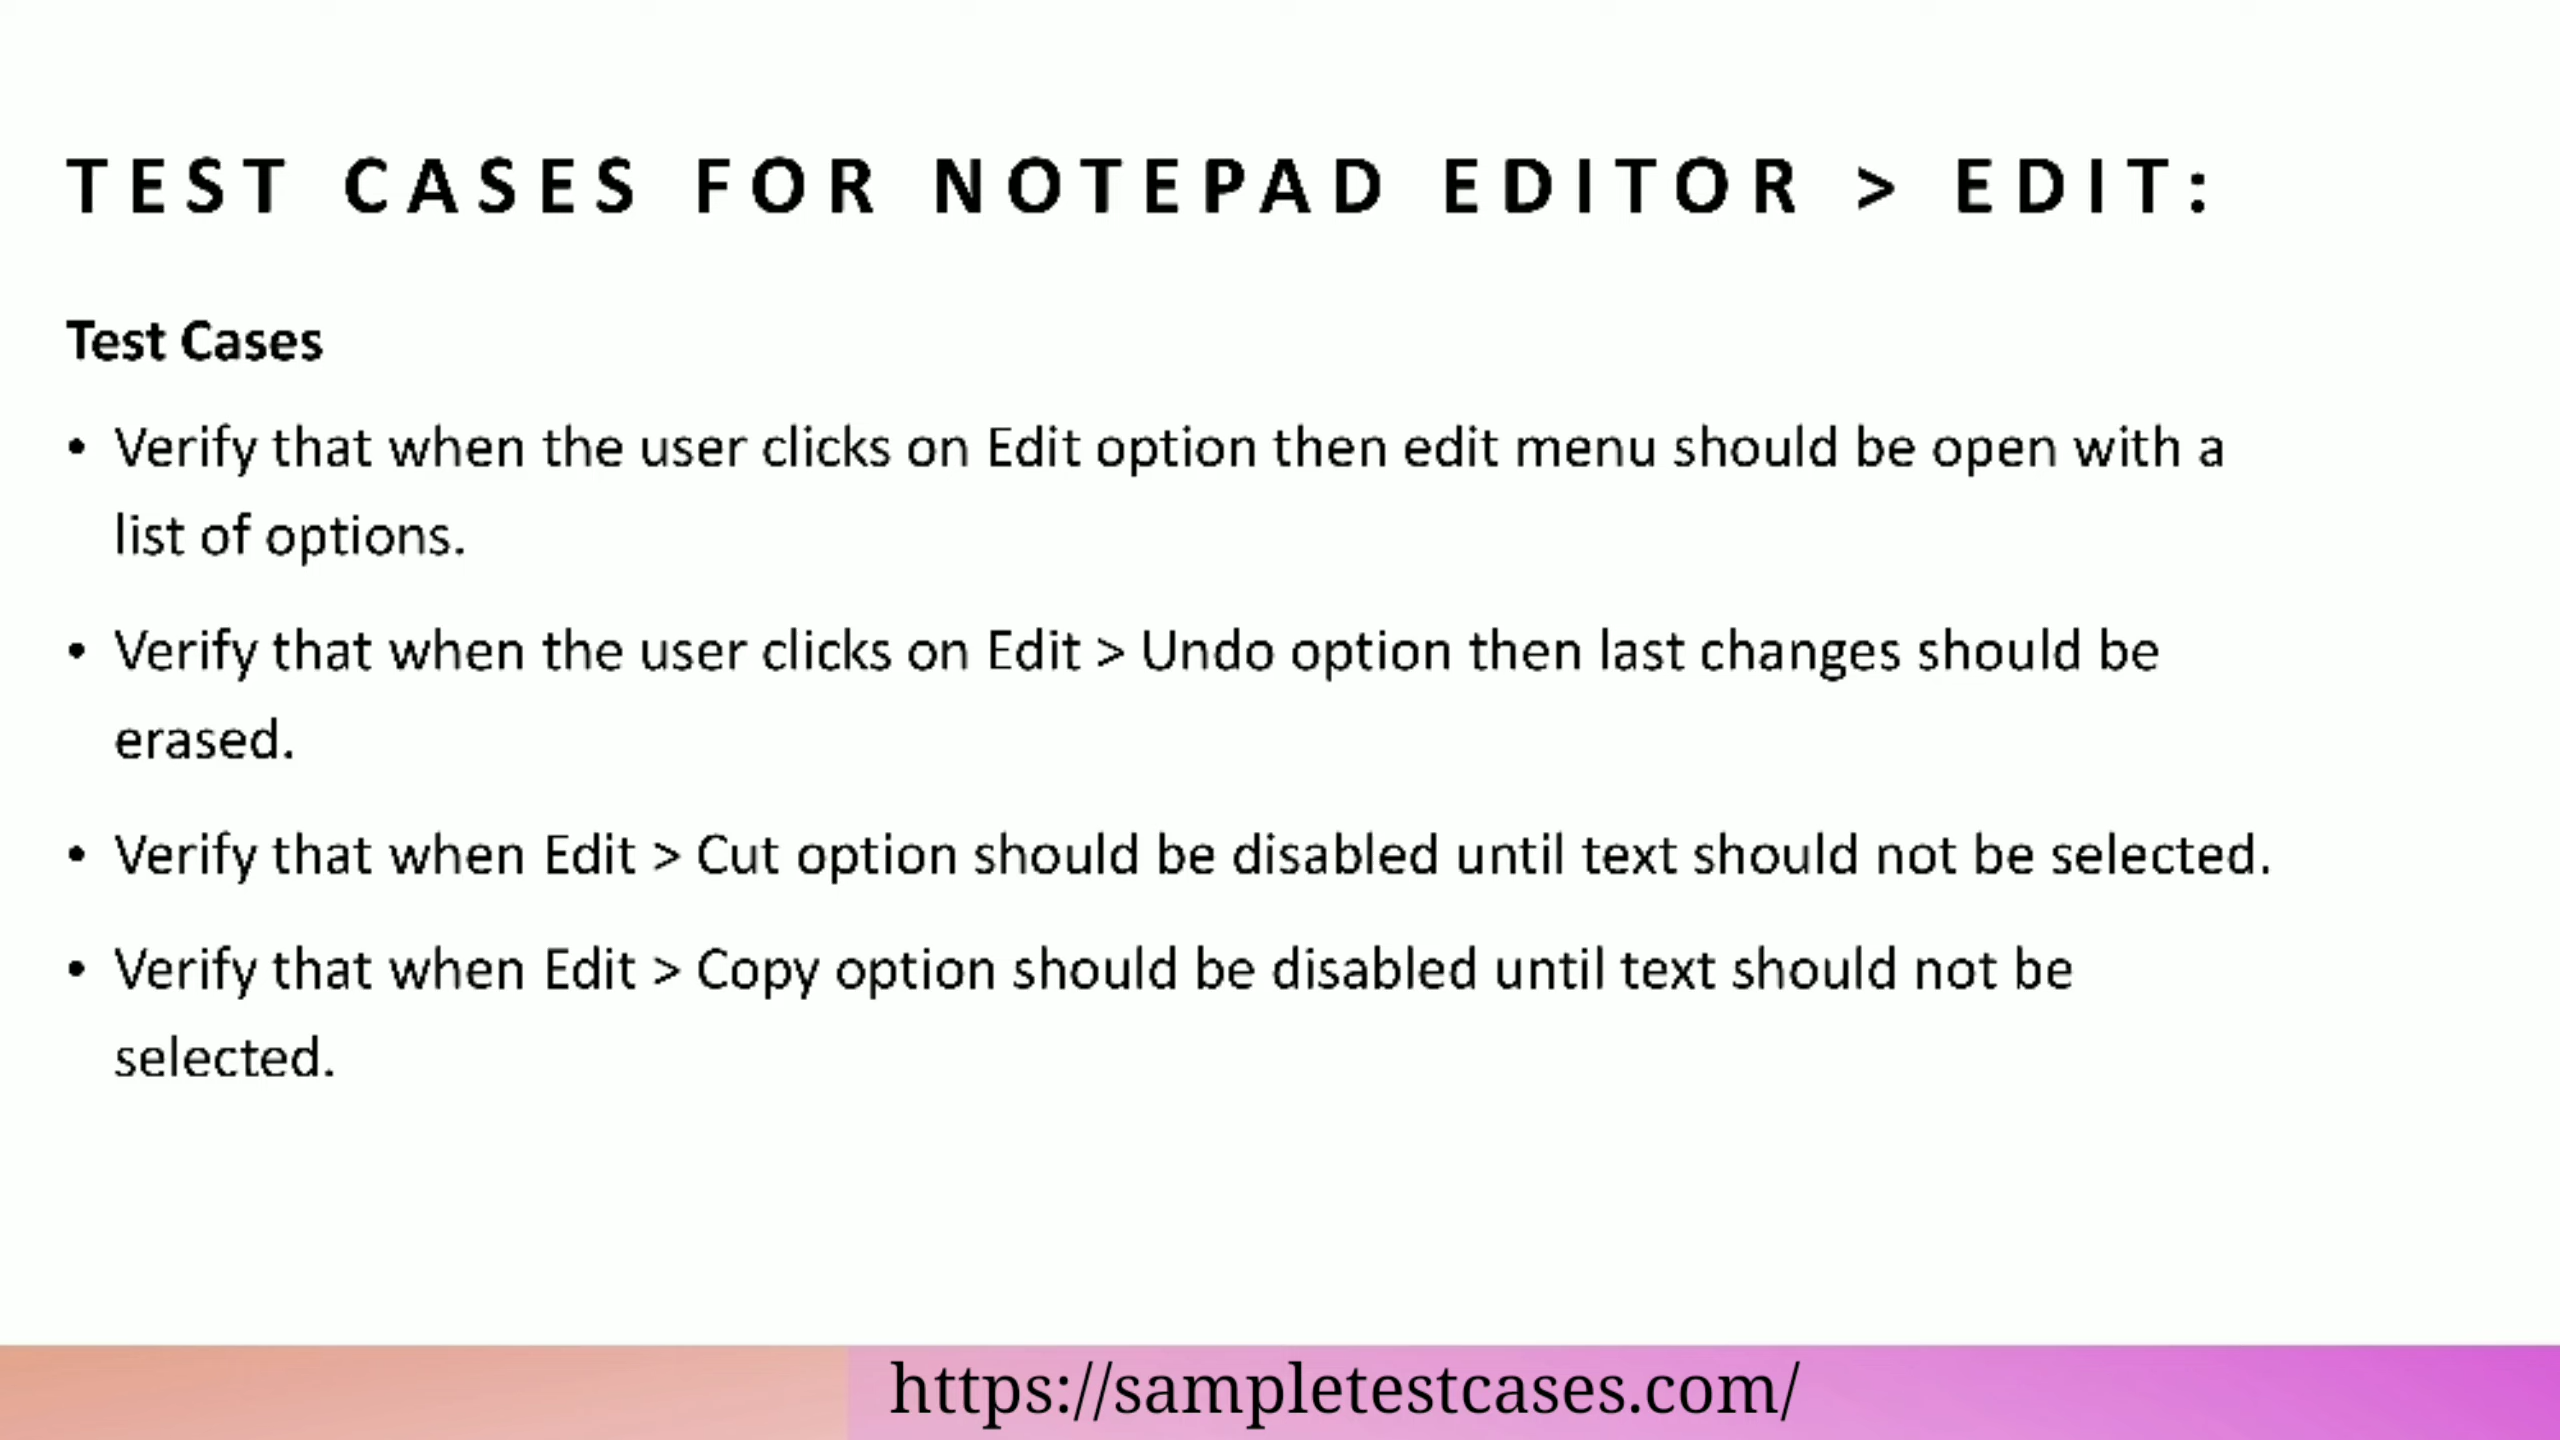 TEST CASES FOR NOTEPAD EDITOR > EDIT:
Test Cases
• Verify that when the user clicks on Edit option then edit menu should be open with a
list of options.
• Verify that when the user clicks on Edit > Undo option then last changes should be
erased.
• Verify that when Edit > Cut option should be disabled until text should not be selected.
• Verify that when Edit > Copy option should be disabled until text should not be
selected.
https://sampletestcases.com/